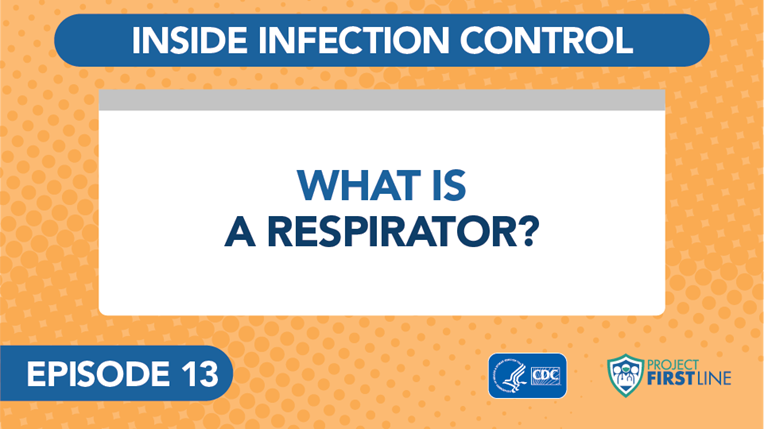 INSIDE INFECTION CONTROL
WHAT IS
A RESPIRATOR?
EPISODE 13
CDC
PROJECT
FIRSTLINE